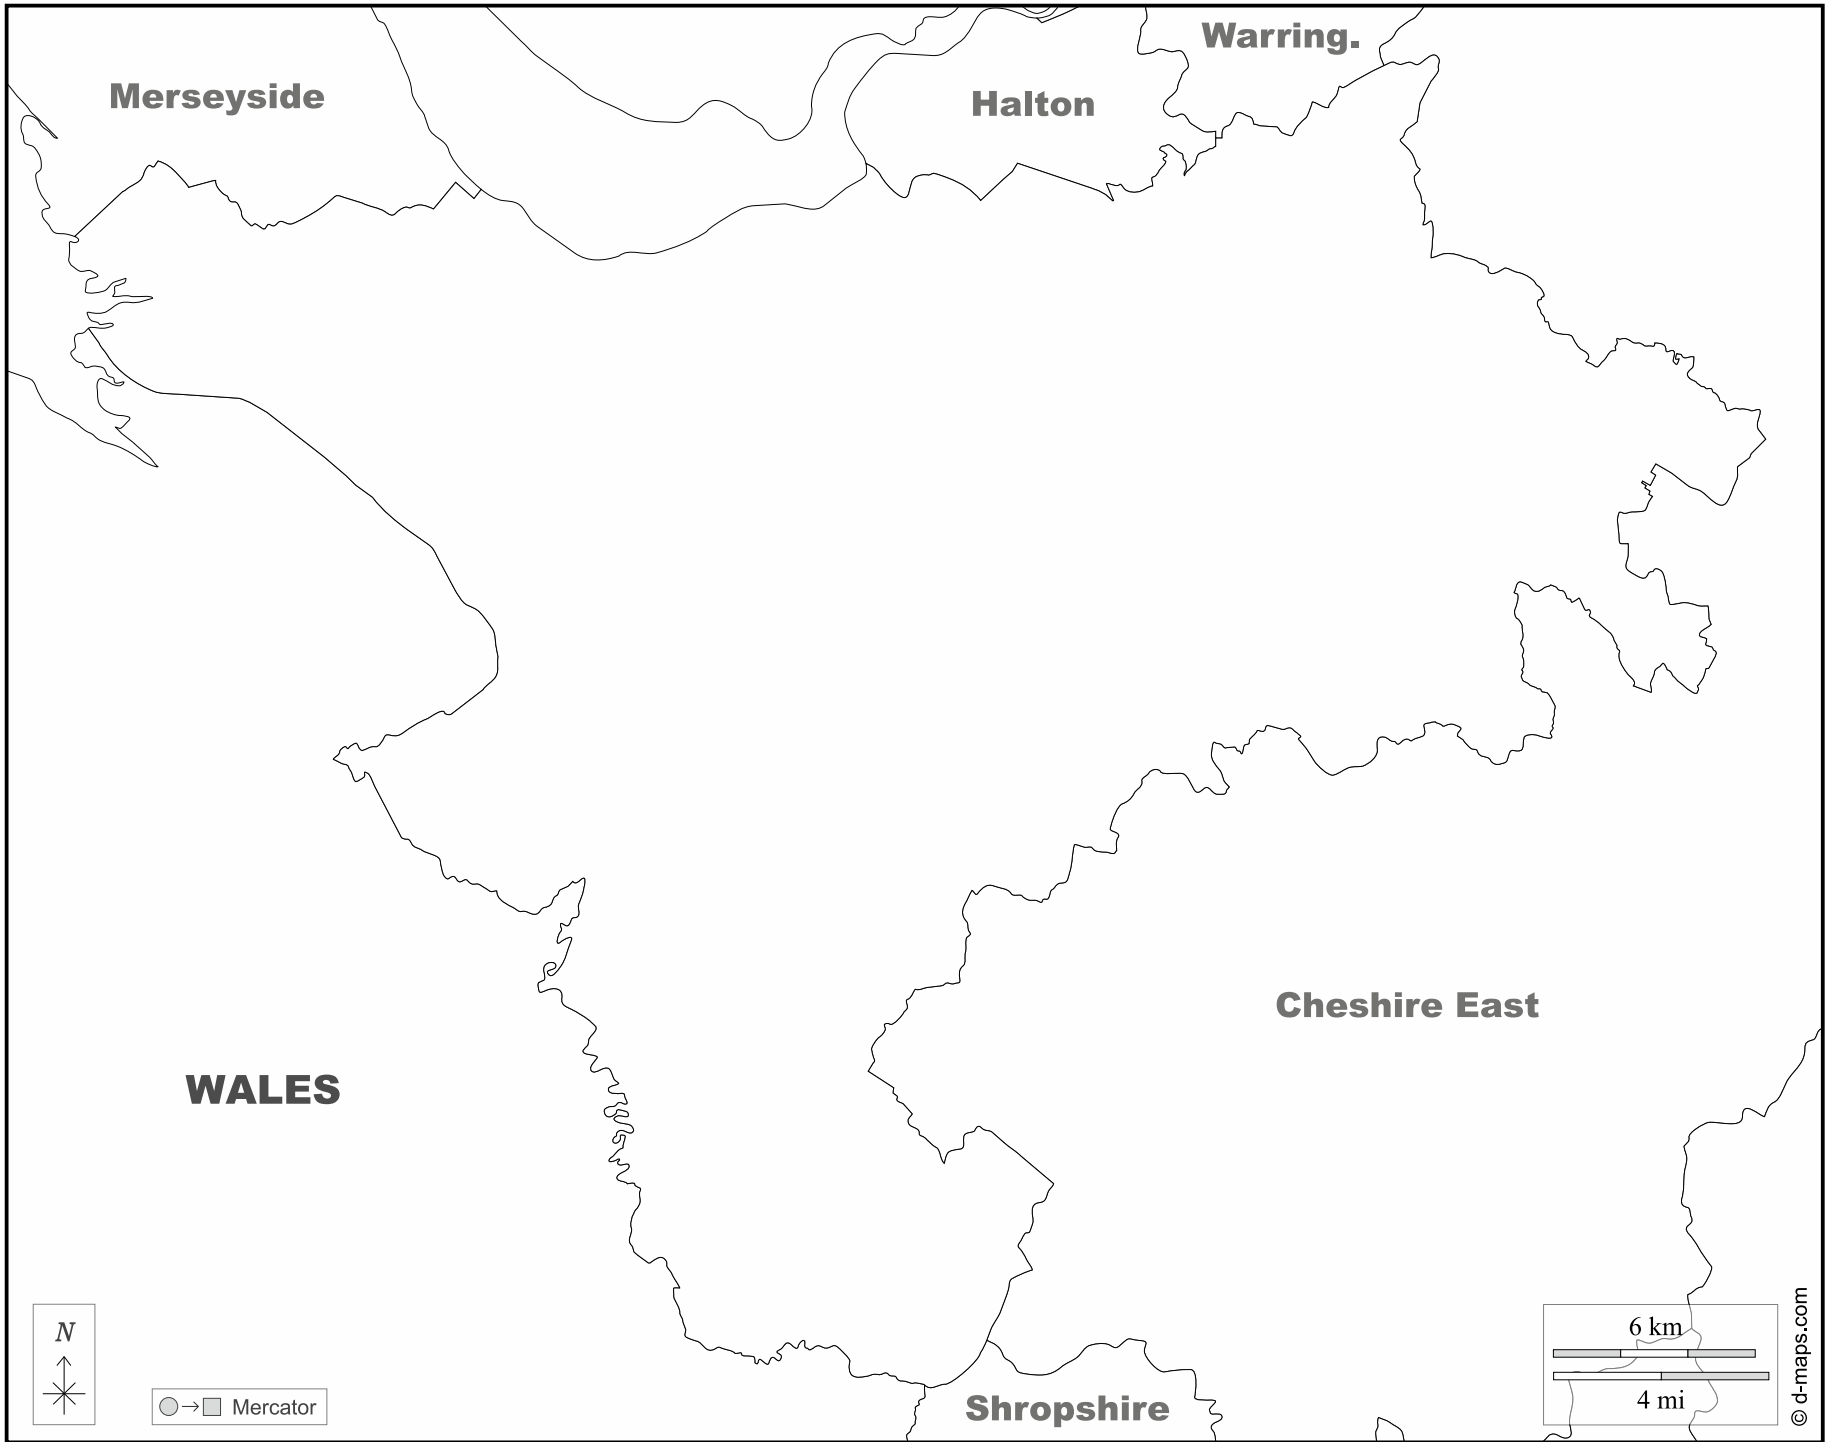 Warring.
Merseyside
Halton
Cheshire East
WALES
N
Mercator
Shropshire
6 km
4 mi
© d-maps.com